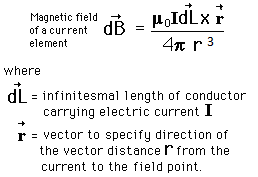 Magnetic field
of a current
element
dB⃗ = μ₀IdL⃗ x r⃗
4π r ³
where
dL⃗ = infinitesmal length of conductor
carrying electric current I
r⃗ = vector to specify direction of
the vector distance r from the
current to the field point.